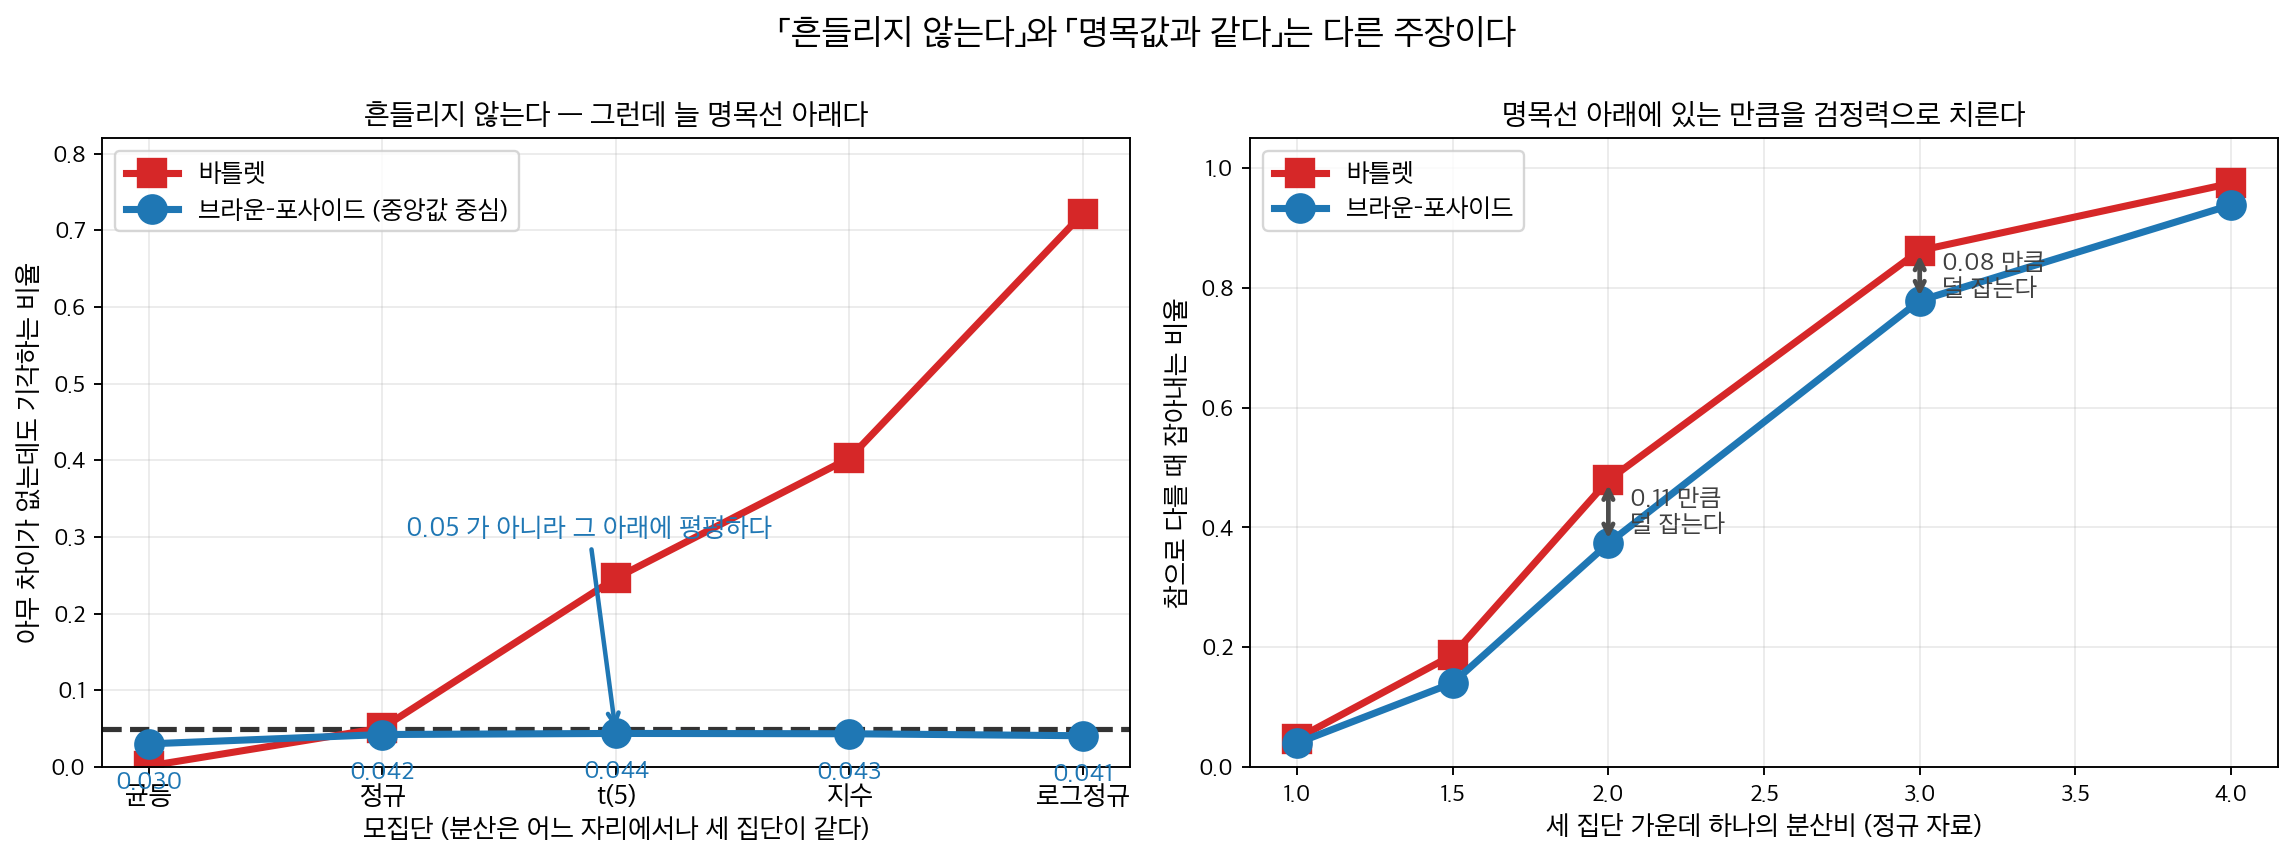 「흔들리지 않는다」와 「명목값과 같다」는 다른 주장이다
흔들리지 않는다 — 그런데 늘 명목선 아래다
아무 차이가 없는데도 기각하는 비율
0.8
0.7
0.6
0.5
0.4
0.3
0.2
0.1
0.0
바틀렛
브라운-포사이드 (중앙값 중심)
0.05 가 아니라 그 아래에 평평하다
0.030
0.042
0.044
0.043
0.041
균등
정규
t(5)
지수
로그정규
모집단 (분산은 어느 자리에서나 세 집단이 같다)
명목선 아래에 있는 만큼을 검정력으로 치른다
참으로 다를 때 잡아내는 비율
1.0
0.8
0.6
0.4
0.2
0.0
바틀렛
브라운-포사이드
0.08 만큼
덜 잡는다
0.11 만큼
덜 잡는다
1.0
1.5
2.0
2.5
3.0
3.5
4.0
세 집단 가운데 하나의 분산비 (정규 자료)